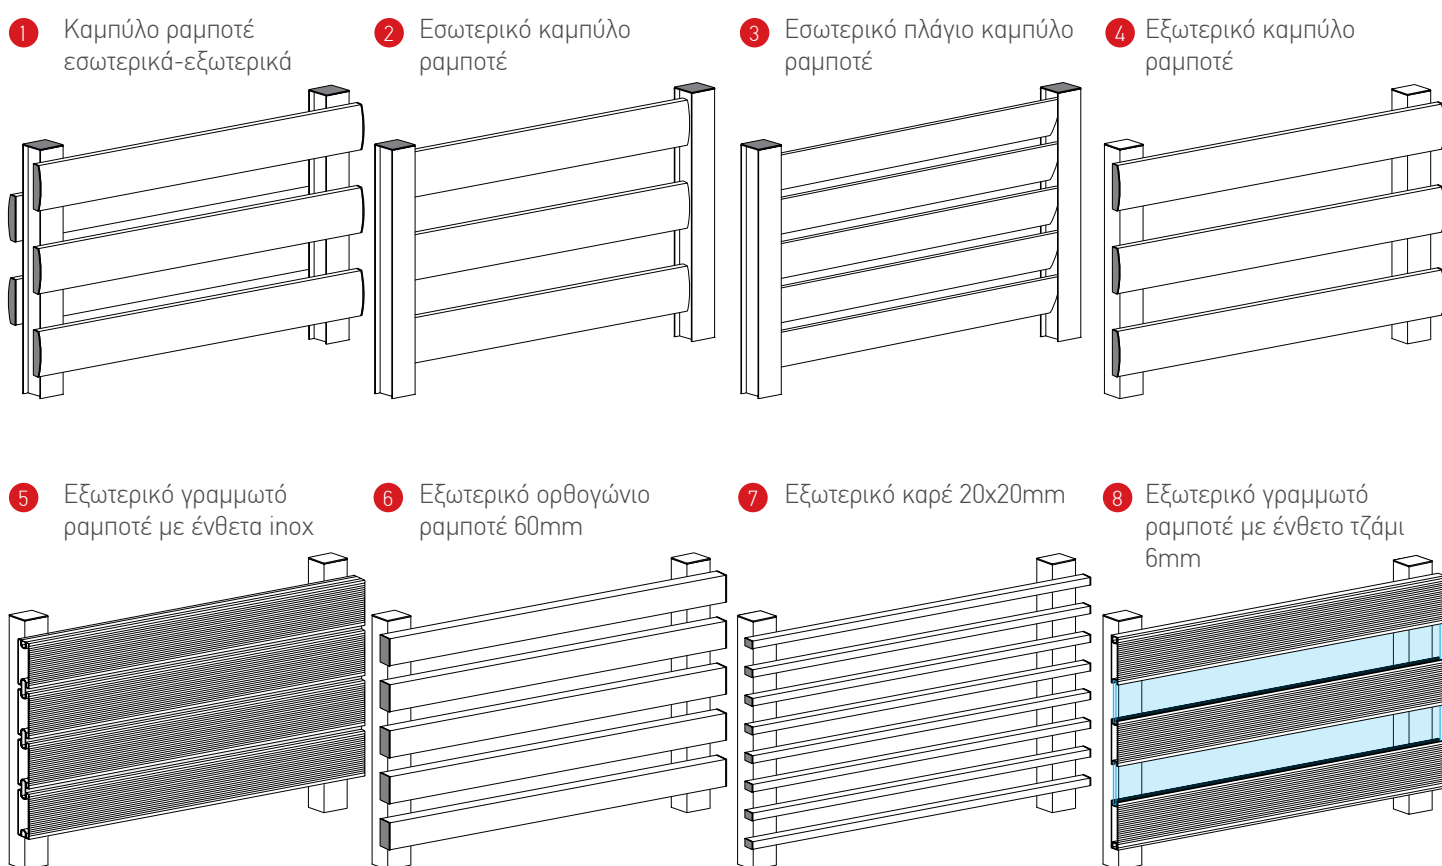 1 Καμπύλο ραμποτέ
εσωτερικά-εξωτερικά
2 Εσωτερικό καμπύλο
ραμποτέ
3 Εσωτερικό πλάγιο καμπύλο
ραμποτέ
4 Εξωτερικό καμπύλο
ραμποτέ
5 Εξωτερικό γραμμωτό
ραμποτέ με ένθετα inox
6 Εξωτερικό ορθογώνιο
ραμποτέ 60mm
7 Εξωτερικό καρέ 20x20mm
8 Εξωτερικό γραμμωτό
ραμποτέ με ένθετο τζάμι
6mm